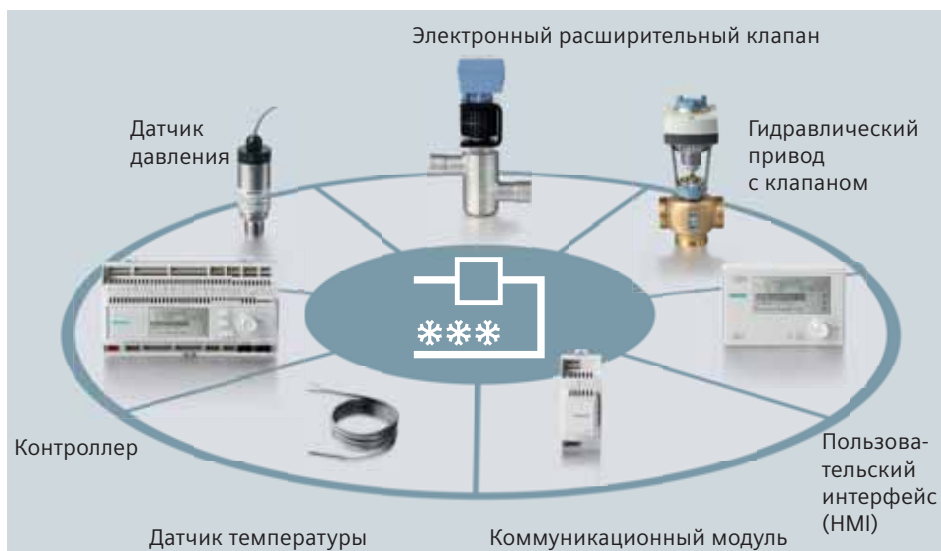 Электронный расширительный клапан
Датчик
давления
Гидравлический
привод
с клапаном
Контроллер
Пользова-
тельский
интерфейс
(HMI)
Датчик температуры
Коммуникационный модуль